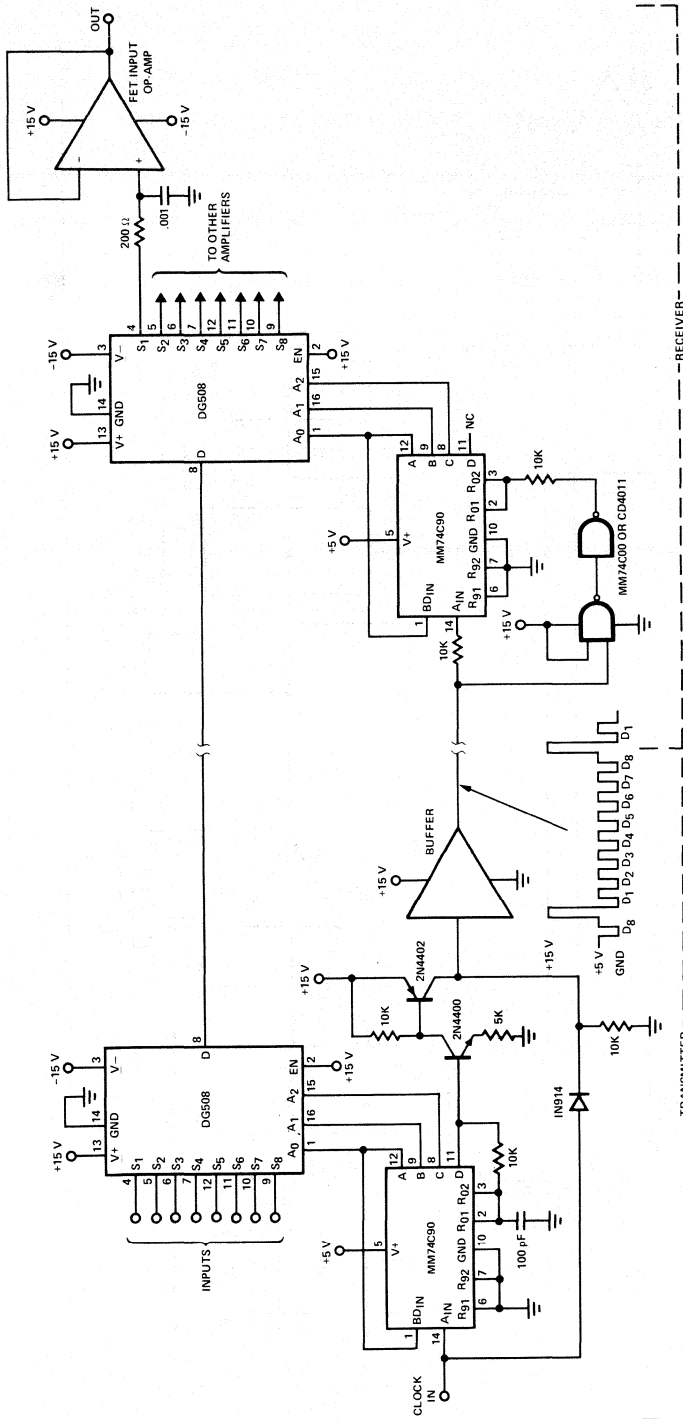 +15 V
OUT
FET INPUT
OP-AMP
−15 V
−
+
200 Ω
.001
TO OTHER
AMPLIFIERS
+15 V
−15 V
13
14
3
V+
GND
V−
DG508
8
D
S1
4
S2
5
S3
6
S4
7
S5
12
S6
11
S7
10
S8
9
A0
A1
A2
EN
1
16
15
2
+15 V
+5 V
5
V+
MM74C90
1
BDIN
14
AIN
10K
A
12
B
9
C
8
D
11
NC
R91
R92
GND
R01
R02
6
7
10
2
3
10K
+15 V
MM74C00 OR CD4011
RECEIVER
+15 V
−15 V
13
14
3
V+
GND
V−
DG508
D
8
INPUTS
4
S1
5
S2
6
S3
7
S4
12
S5
11
S6
10
S7
9
S8
A0
A1
A2
EN
1
16
15
2
+15 V
+5 V
5
V+
MM74C90
1
BDIN
14
AIN
CLOCK
IN
A
12
B
9
C
8
D
11
R91
R92
GND
R01
R02
6
7
10
2
3
100 pF
10K
+15 V
10K
2N4402
2N4400
5K
IN914
10K
+15 V
BUFFER
+15 V
+5 V
GND
D8
D1
D2
D3
D4
D5
D6
D7
D8
D1